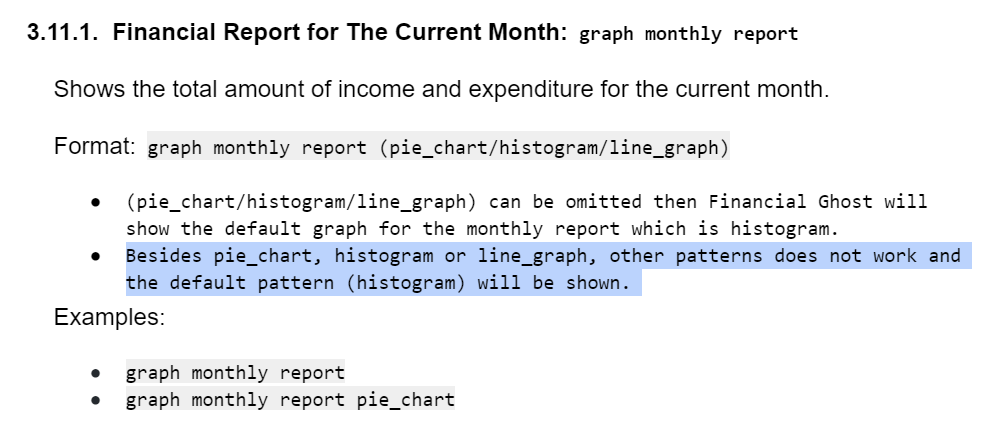 3.11.1. Financial Report for The Current Month: graph monthly report
Shows the total amount of income and expenditure for the current month.
Format: graph monthly report (pie_chart/histogram/line_graph)
● (pie_chart/histogram/line_graph) can be omitted then Financial Ghost will
show the default graph for the monthly report which is histogram.
● Besides pie_chart, histogram or line_graph, other patterns does not work and
the default pattern (histogram) will be shown.
Examples:
● graph monthly report
● graph monthly report pie_chart